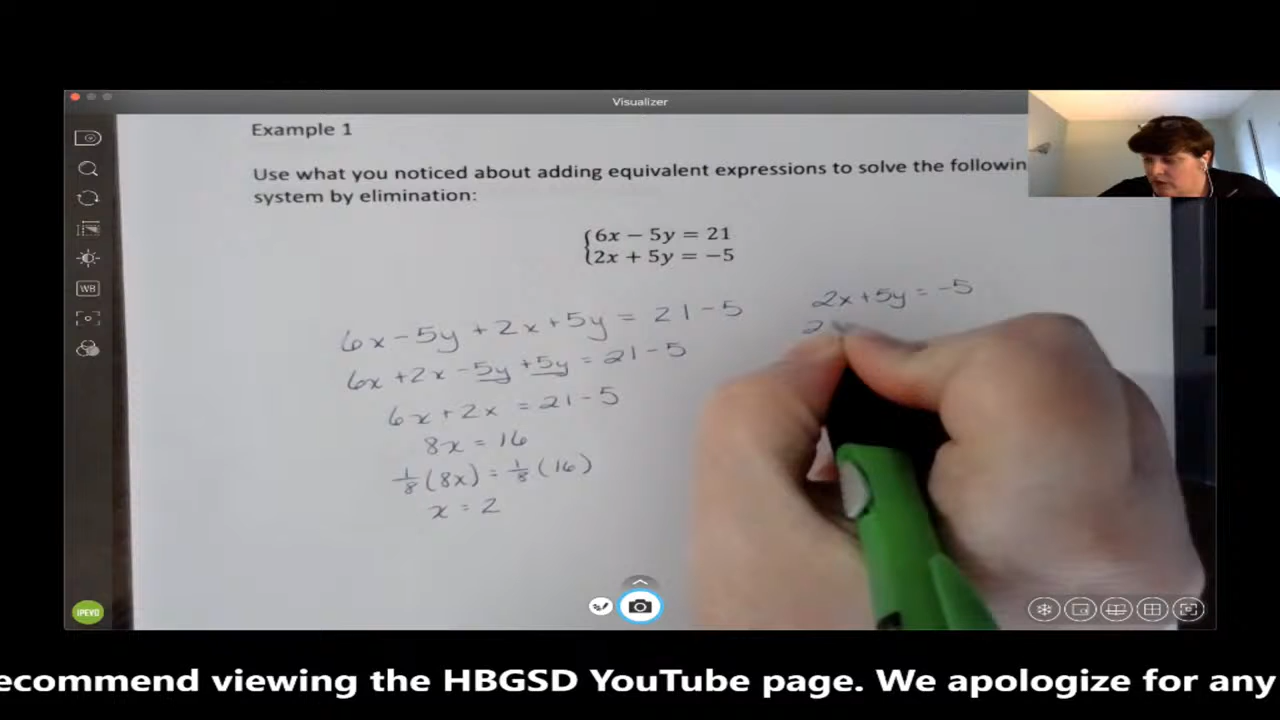 Visualizer
Example 1
Use what you noticed about adding equivalent expressions to solve the followin
system by elimination:
6x − 5y = 21
2x + 5y = −5
6x - 5y + 2x + 5y = 21 - 5
6x + 2x - 5y + 5y = 21 - 5
6x + 2x = 21 - 5
8x = 16
1/8 (8x) = 1/8 (16)
x = 2
2x + 5y = -5
2
WB
IPEVO
ecommend viewing the HBGSD YouTube page. We apologize for any